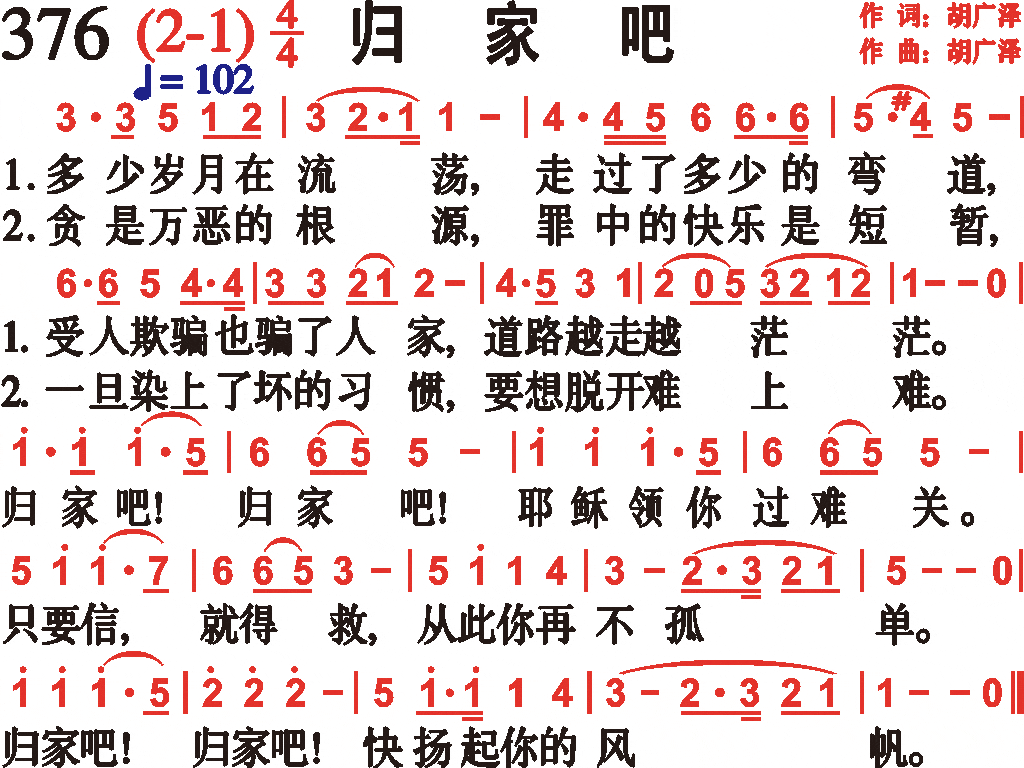 376 (2-1) 4/4 归 家 吧 作 词：胡广泽
♩= 102 作 曲：胡广泽
3 · 3 5 1 2 | 3 2 · 1 1 － | 4 · 4 5 6 6 · 6 | 5 · #4 5 － |
1. 多 少岁月在 流 荡， 走 过了多少的 弯 道，
2. 贪 是万恶的 根 源， 罪 中的快乐是 短 暂，
6 · 6 5 4 · 4 | 3 3 2 1 2 － | 4 · 5 3 1 | 2 0 5 3 2 1 2 | 1 － － 0 |
1. 受人欺骗也骗了人 家，道路越走越 茫 茫。
2. 一旦染上了坏的习 惯，要想脱开难 上 难。
1̇ · 1̇ 1̇ · 5 | 6 6 5 5 － | 1̇ 1̇ 1̇ · 5 | 6 6 5 5 － |
归 家 吧! 归 家 吧! 耶 稣 领 你 过 难 关。
5 1̇ 1̇ · 7 | 6 6 5 3 － | 5 1̇ 1 4 | 3 － 2 · 3 2 1 | 5 － － 0 |
只要信， 就得 救，从此你再 不 孤 单。
1̇ 1̇ 1̇ · 5 | 2̇ 2̇ 2̇ － | 5 1̇ · 1̇ 1 4 | 3 － 2 · 3 2 1 | 1 － － 0 ‖
归家吧! 归家吧! 快 扬起你的 风 帆。